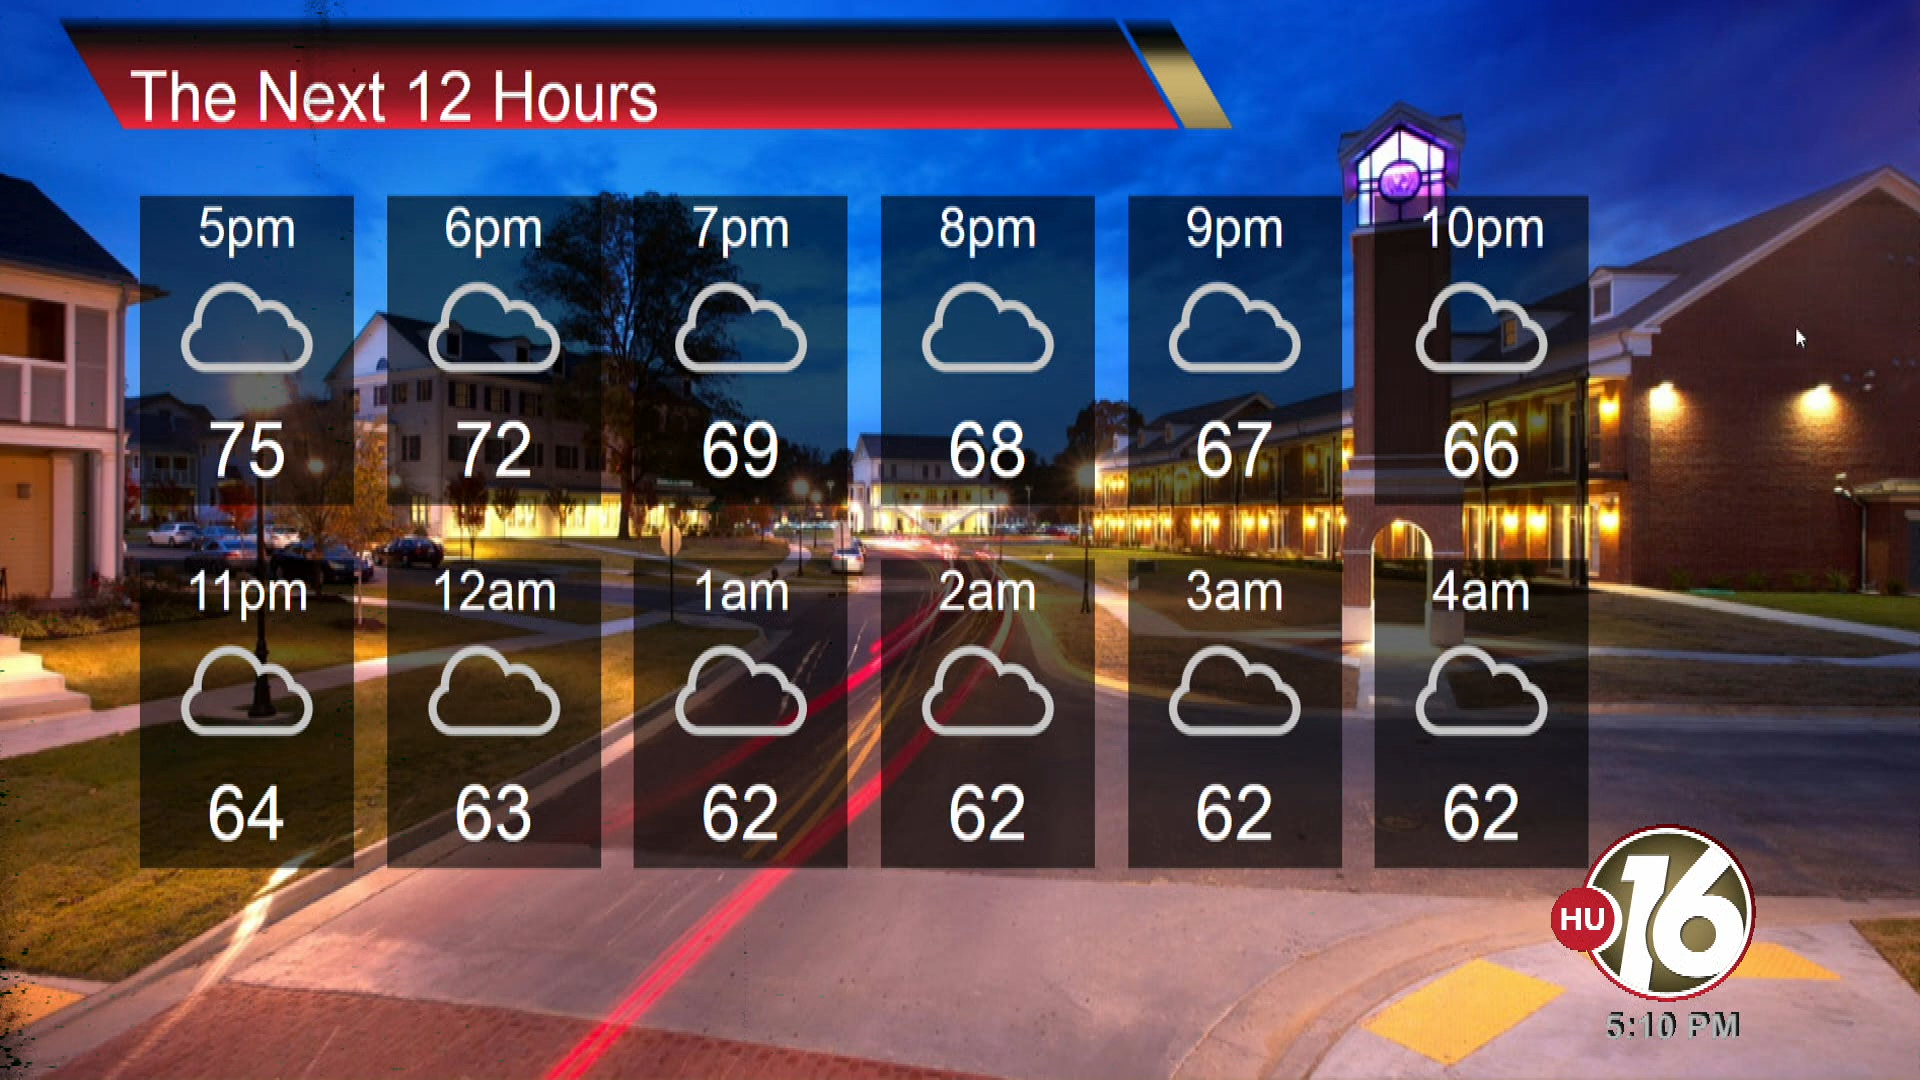 The Next 12 Hours
5pm 6pm 7pm 8pm 9pm 10pm
75 72 69 68 67 66
11pm 12am 1am 2am 3am 4am
64 63 62 62 62 62
HU 16
5:10 PM